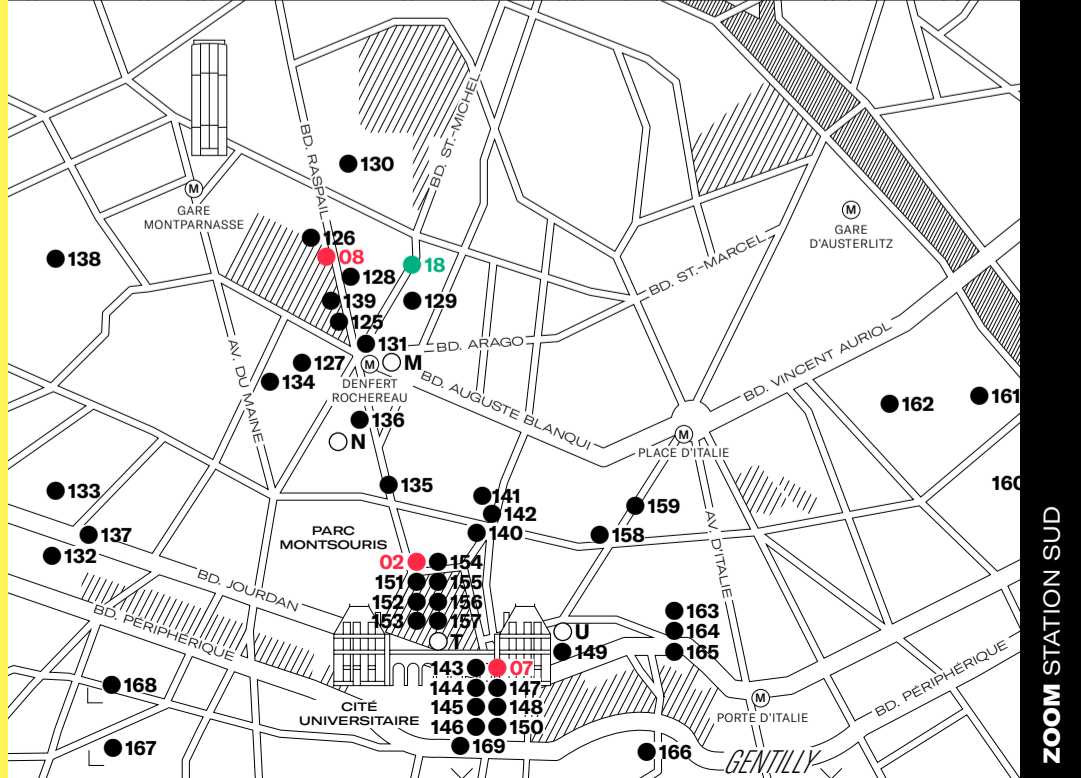 BD. ST.-MICHEL
BD. RASPAIL
130
M
GARE
MONTPARNASSE
M
GARE
D'AUSTERLITZ
126
138
08
18
BD. ST.-MARCEL
128
139
129
125
131
BD. ARAGO
M
M
127
134
DENFERT
ROCHEREAU
BD. VINCENT AURIOL
AV. DU MAINE
BD. AUGUSTE BLANQUI
161
162
136
N
M
PLACE D'ITALIE
135
133
141
160
142
159
137
PARC
MONTSOURIS
140
158
132
02
154
AV. D'ITALIE
BD. JOURDAN
151
155
152
156
153
157
BD. PÉRIPHERIQUE
163
U
164
T
149
165
143
07
BD. PÉRIPHÉRIQUE
168
144
147
M
CITÉ
UNIVERSITAIRE
145
148
PORTE D'ITALIE
146
150
167
169
166
GENTILLY
ZOOM STATION SUD